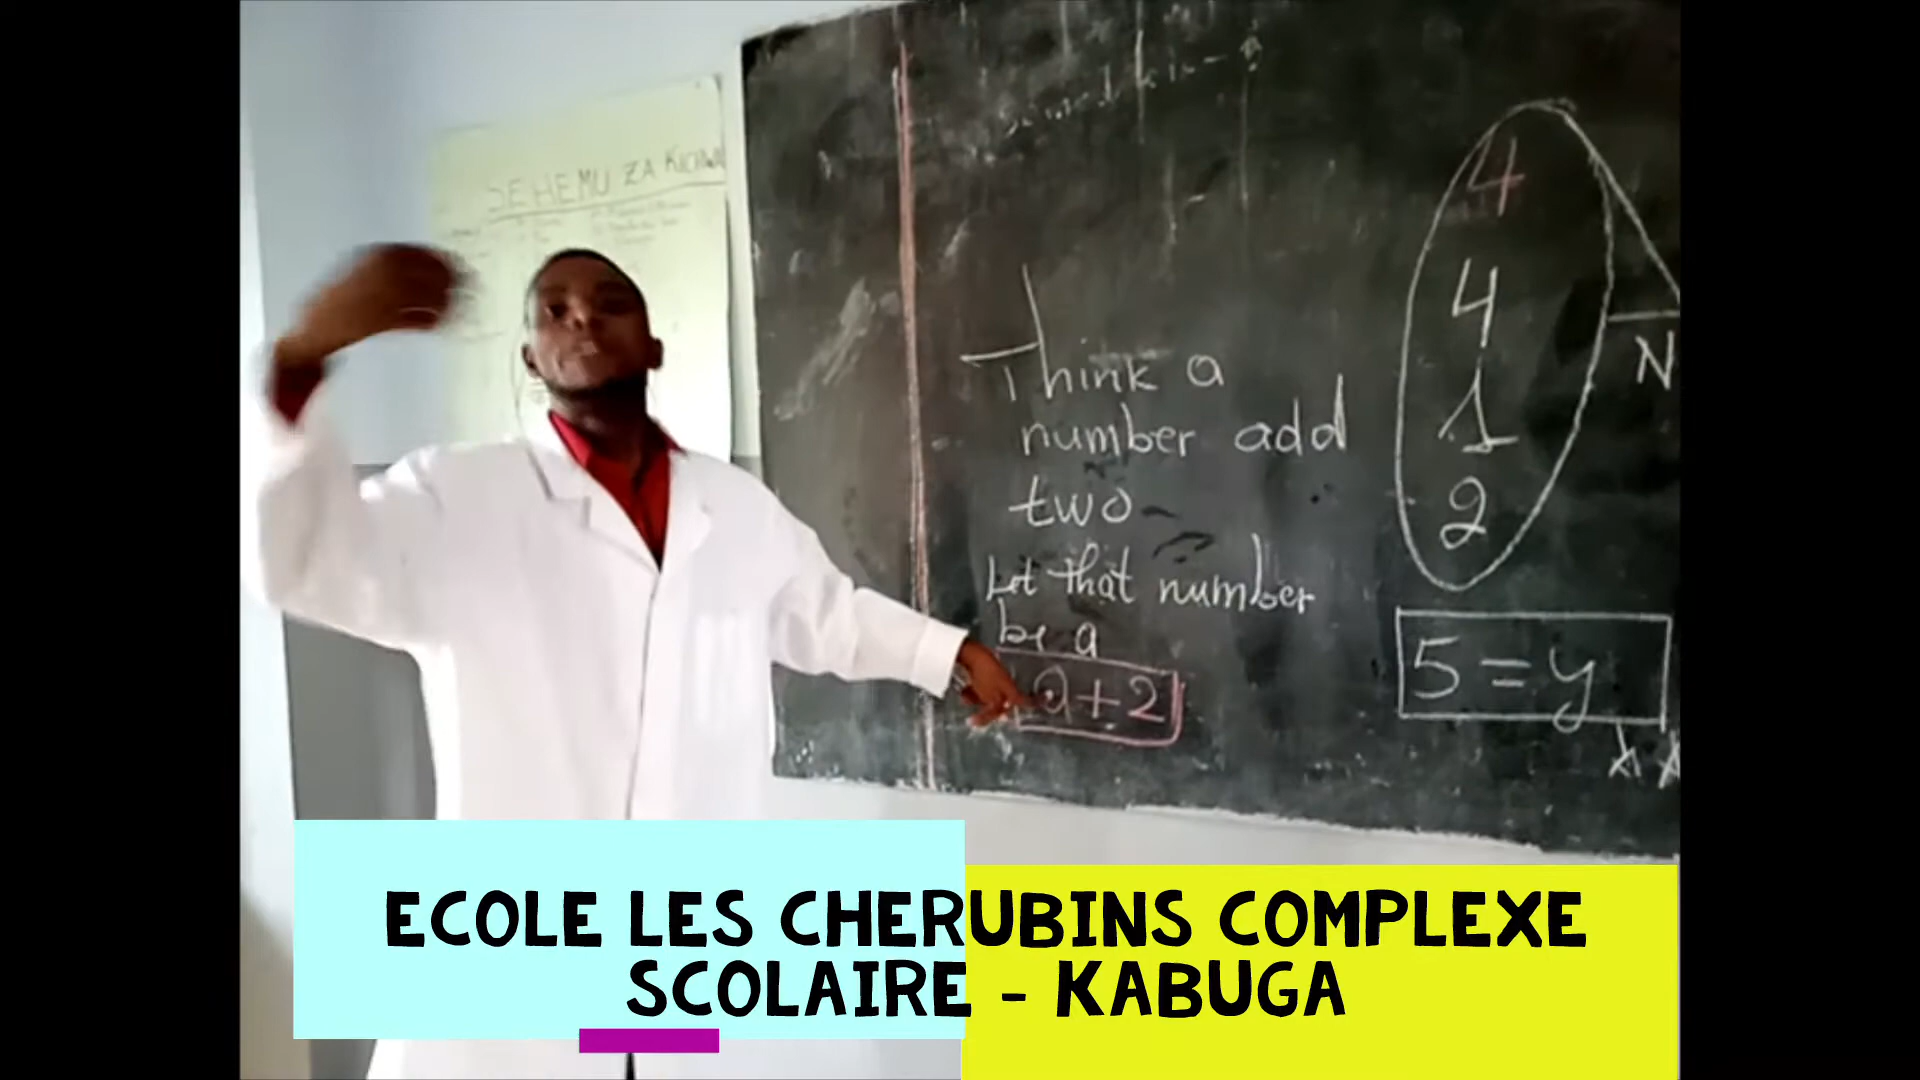 SEHEMU ZA
Think a
number add
two
Let that number
be a
a+2
4
4
1
2
N
5 = y
ECOLE LES CHERUBINS COMPLEXE
SCOLAIRE - KABUGA